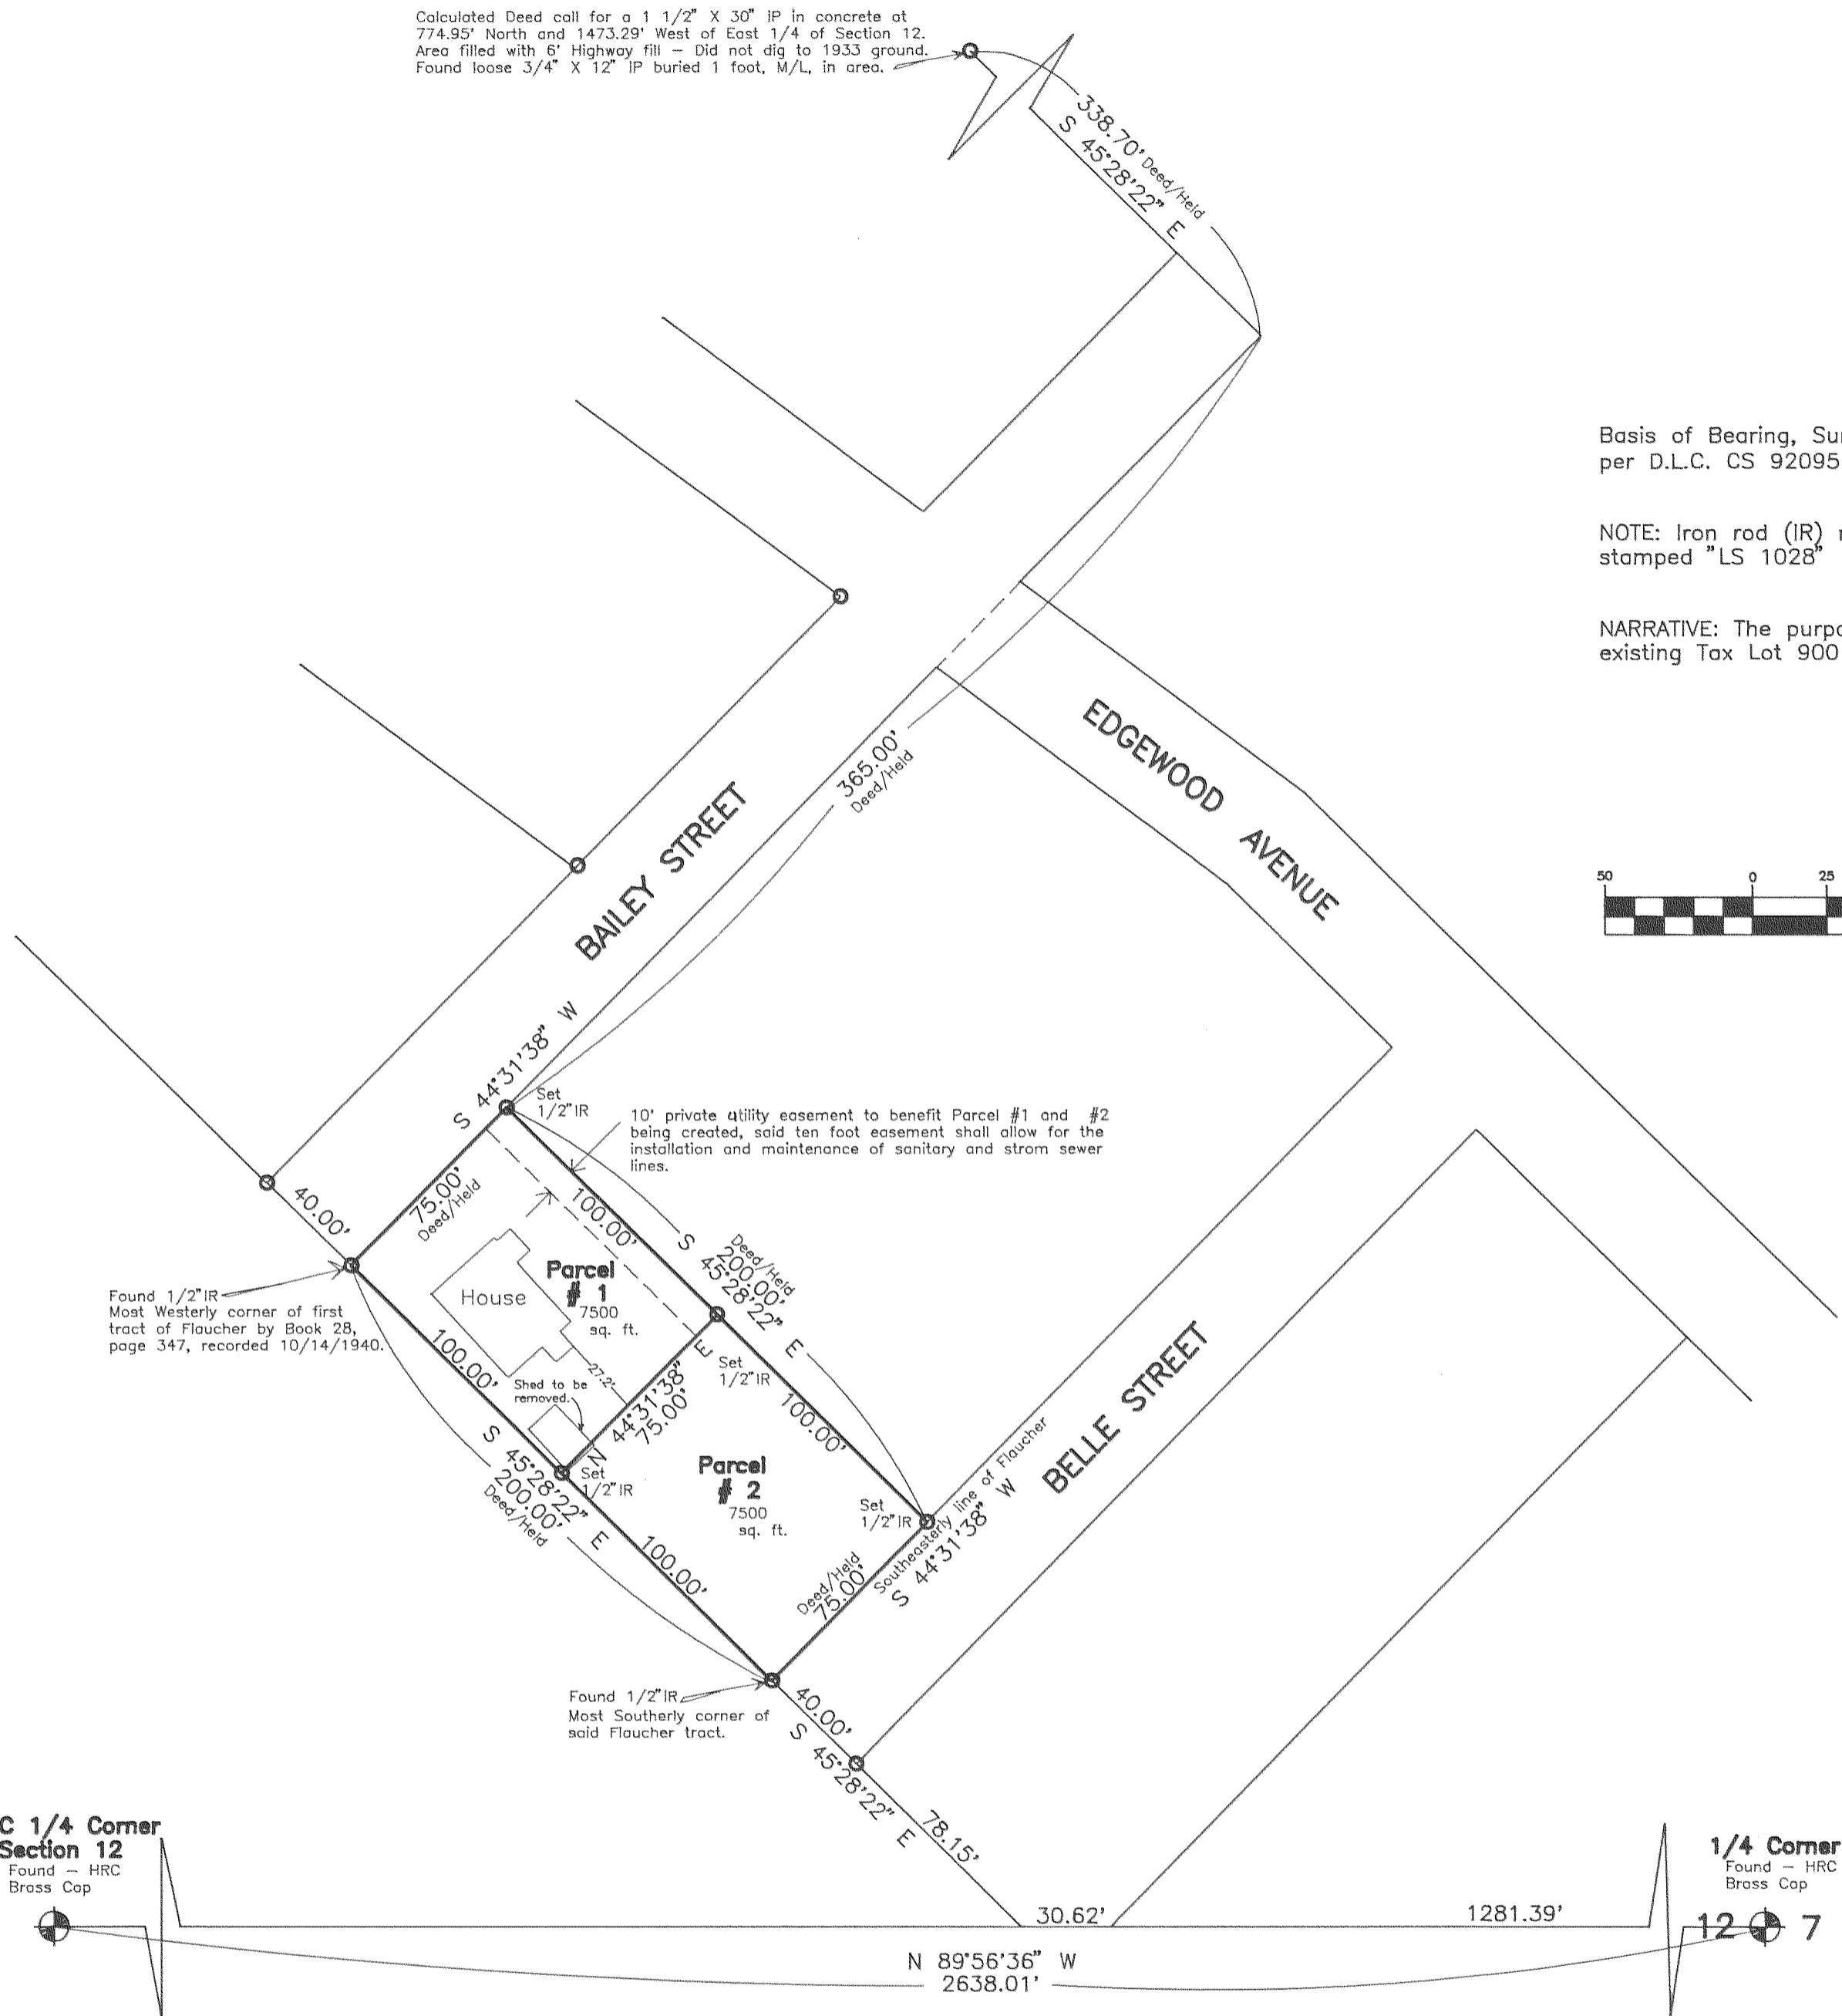 Calculated Deed call for a 1 1/2" X 30" IP in concrete at
774.95' North and 1473.29' West of East 1/4 of Section 12.
Area filled with 6' Highway fill – Did not dig to 1933 ground.
Found loose 3/4" X 12" IP buried 1 foot, M/L, in area.
338.70' Deed/Held
S 45°28'22" E
Basis of Bearing, Sur
per D.L.C. CS 92095
NOTE: Iron rod (IR)
stamped "LS 1028"
NARRATIVE: The purpo
existing Tax Lot 900
EDGEWOOD AVENUE
365.00'
Deed/Held
BAILEY STREET
50 0 25
S 44°31'38" W
Set
1/2"IR
10' private utility easement to benefit Parcel #1 and #2
being created, said ten foot easement shall allow for the
installation and maintenance of sanitary and strom sewer
lines.
40.00'
75.00'
Deed/Held
100.00'
Deed/Held
200.00'
S 45°28'22" E
Found 1/2"IR
Most Westerly corner of first
tract of Flaucher by Book 28,
page 347, recorded 10/14/1940.
House
Parcel
# 1
7500
sq. ft.
100.00'
27.2'
Shed to be
removed.
N 44°31'38" E
75.00'
Set
1/2"IR
100.00'
S 45°28'22" E
200.00'
Deed/Held
Set
1/2"IR
Parcel
# 2
7500
sq. ft.
Set
1/2"IR
100.00'
Deed/Held
75.00'
Southeasterly line of Flaucher
S 44°31'38" W
BELLE STREET
Found 1/2"IR
Most Southerly corner of
said Flaucher tract.
40.00'
S 45°28'22" E
78.15'
C 1/4 Corner
Section 12
Found – HRC
Brass Cap
1/4 Corner
Found – HRC
Brass Cap
30.62'
1281.39'
12 7
N 89°56'36" W
2638.01'